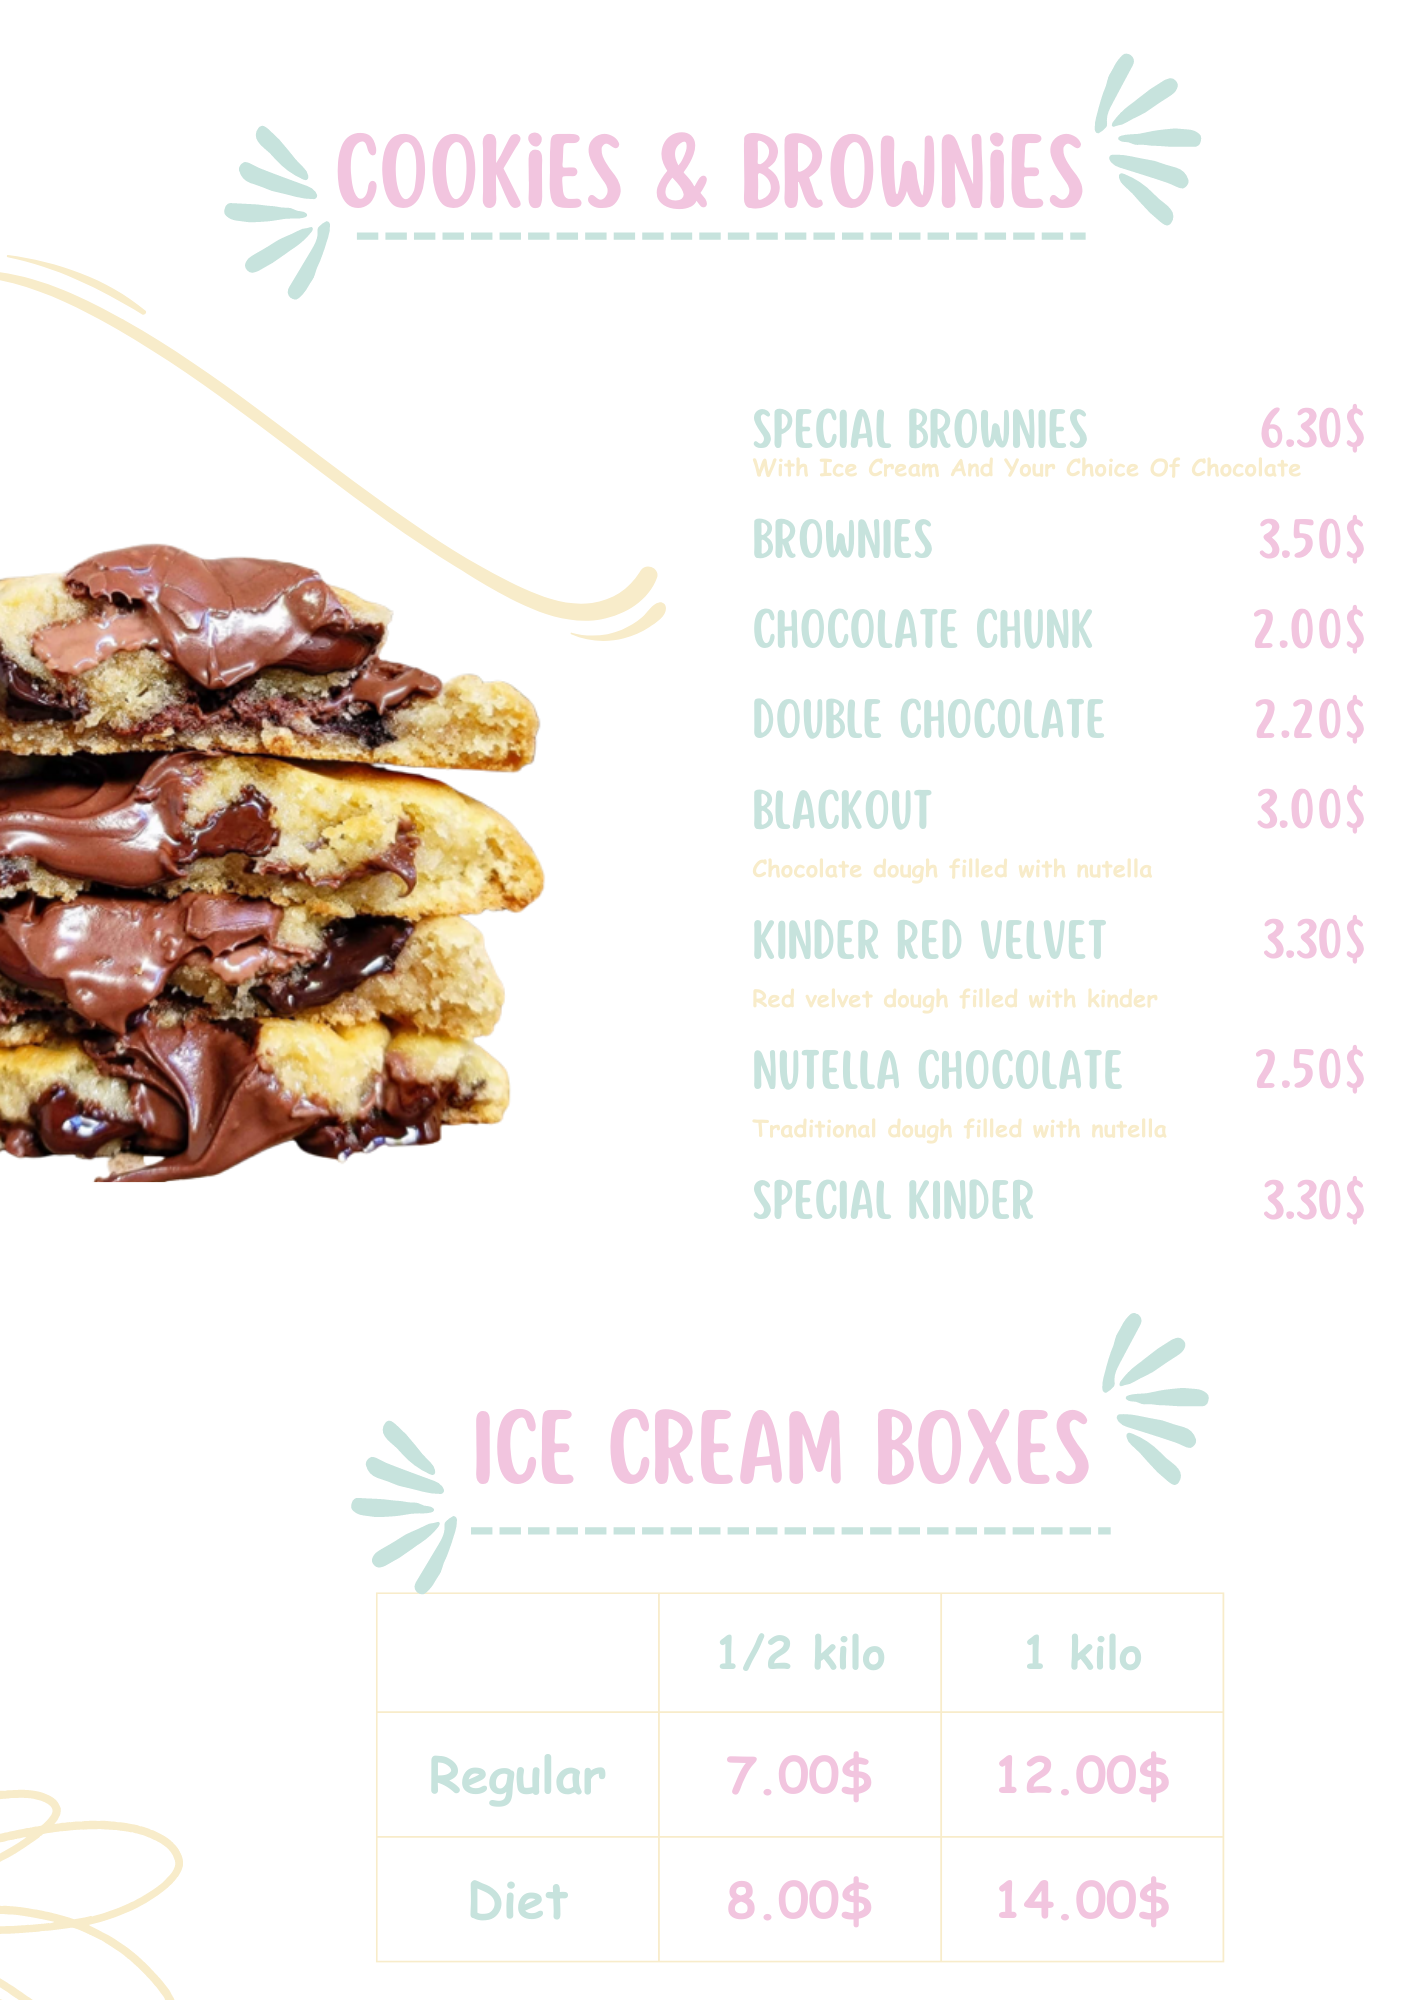 COOKiES & BROWNiES
SPECIAL BROWNIES 6.30$
With Ice Cream And Your Choice Of Chocolate
BROWNIES 3.50$
CHOCOLATE CHUNK 2.00$
DOUBLE CHOCOLATE 2.20$
BLACKOUT 3.00$
Chocolate dough filled with nutella
KINDER RED VELVET 3.30$
Red velvet dough filled with kinder
NUTELLA CHOCOLATE 2.50$
Traditional dough filled with nutella
SPECIAL KINDER 3.30$
ICE CREAM BOXES
1/2 kilo 1 kilo
Regular 7.00$ 12.00$
Diet 8.00$ 14.00$